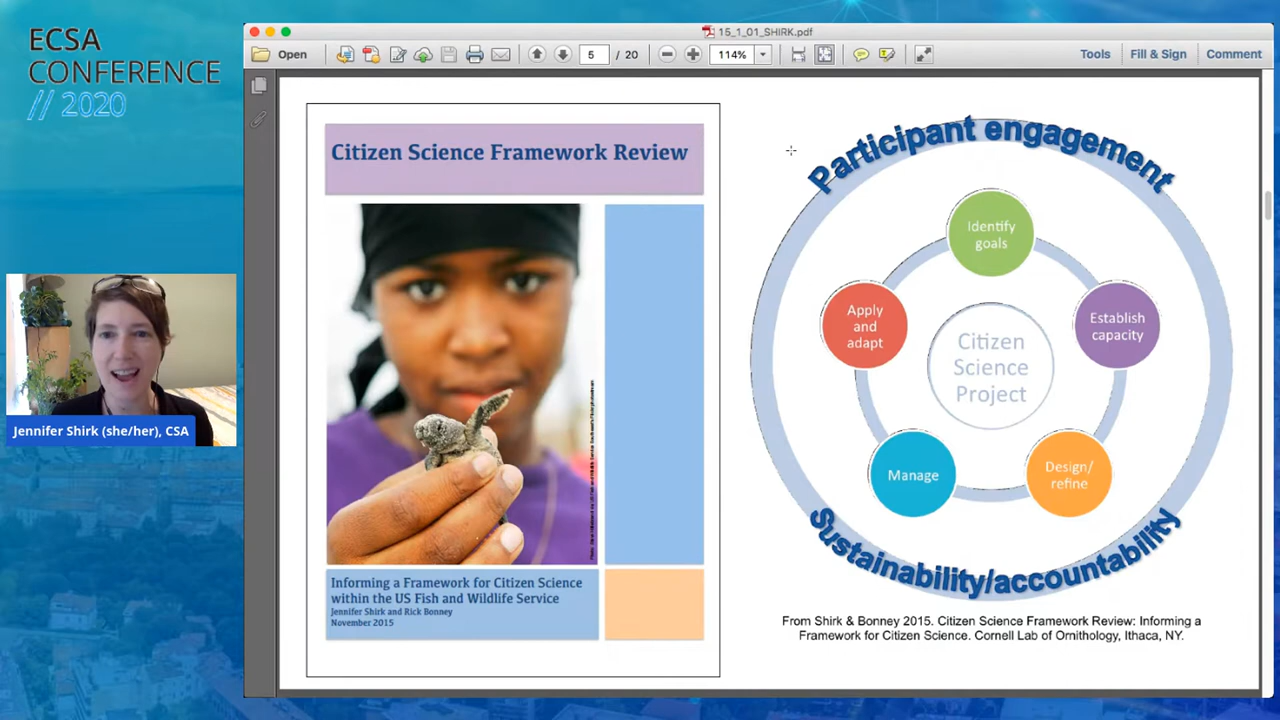 ECSA
CONFERENCE
// 2020
15_1_01_SHIRK.pdf
Open
5
/ 20
114%
Tools
Fill & Sign
Comment
Citizen Science Framework Review
Informing a Framework for Citizen Science
within the US Fish and Wildlife Service
Jennifer Shirk and Rick Bonney
November 2015
Participant engagement
Identify
goals
Establish
capacity
Design/
refine
Manage
Apply
and
adapt
Citizen
Science
Project
Sustainability/accountability
From Shirk & Bonney 2015. Citizen Science Framework Review: Informing a
Framework for Citizen Science. Cornell Lab of Ornithology, Ithaca, NY.
Jennifer Shirk (she/her), CSA